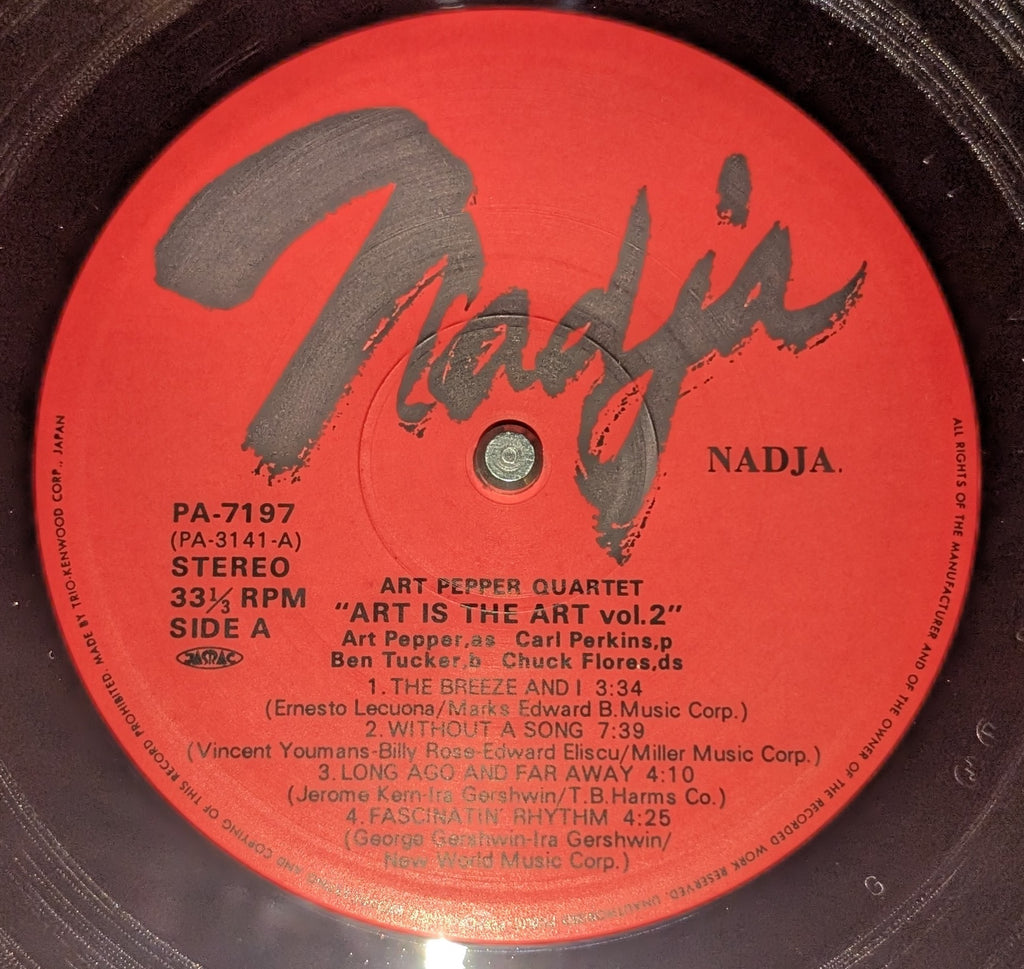 Nadja
NADJA.
PA-7197
(PA-3141-A)
STEREO
33⅓ RPM
SIDE A
JASRAC
ART PEPPER QUARTET
"ART IS THE ART vol.2"
Art Pepper,as Carl Perkins,p
Ben Tucker,b Chuck Flores,ds
1. THE BREEZE AND I 3:34
(Ernesto Lecuona/Marks Edward B.Music Corp.)
2. WITHOUT A SONG 7:39
(Vincent Youmans-Billy Rose-Edward Eliscu/Miller Music Corp.)
3. LONG AGO AND FAR AWAY 4:10
(Jerome Kern-Ira Gershwin/T.B.Harms Co.)
4. FASCINATIN' RHYTHM 4:25
(George Gershwin-Ira Gershwin/
New World Music Corp.)
ALL RIGHTS OF THE MANUFACTURER AND OF THE OWNER OF THE RECORDED WORK RESERVED. UNAUTHORIZED AND COPYING OF THIS RECORD PROHIBITED. MADE BY TRIO-KENWOOD CORP., JAPAN
G